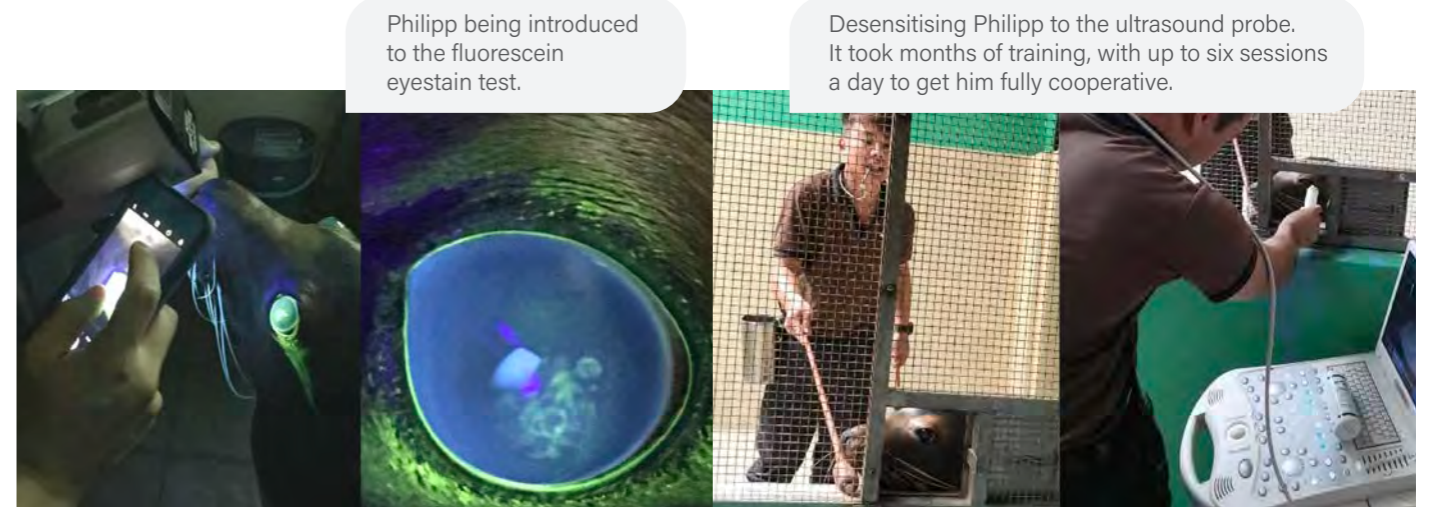 Philipp being introduced
to the fluorescein
eyestain test.
Desensitising Philipp to the ultrasound probe.
It took months of training, with up to six sessions
a day to get him fully cooperative.